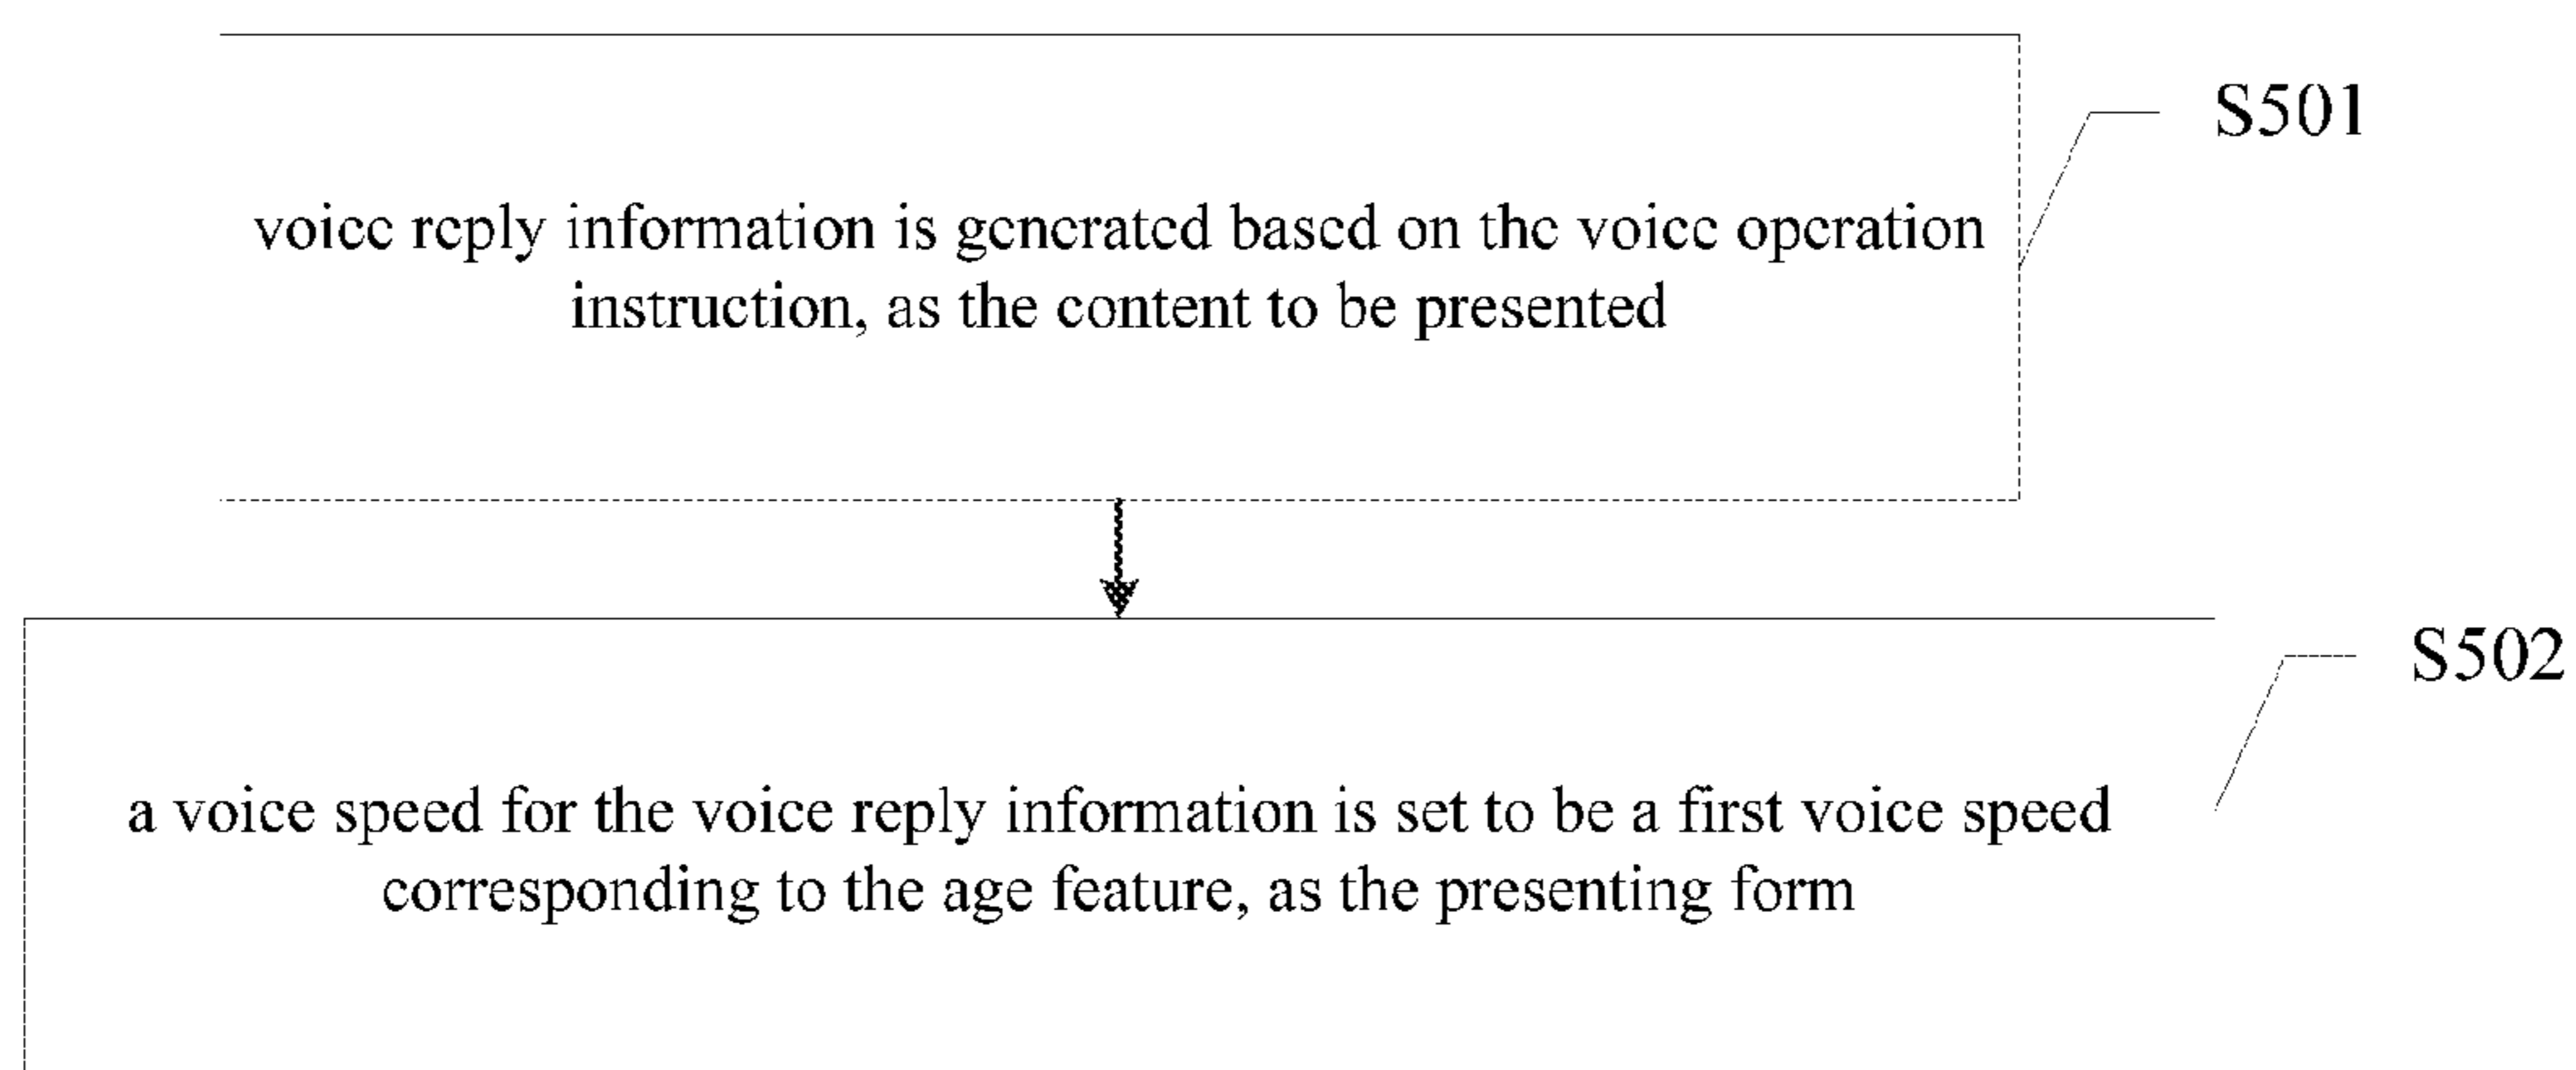 S501
voice reply information is generated based on the voice operation
instruction, as the content to be presented
S502
a voice speed for the voice reply information is set to be a first voice speed
corresponding to the age feature, as the presenting form